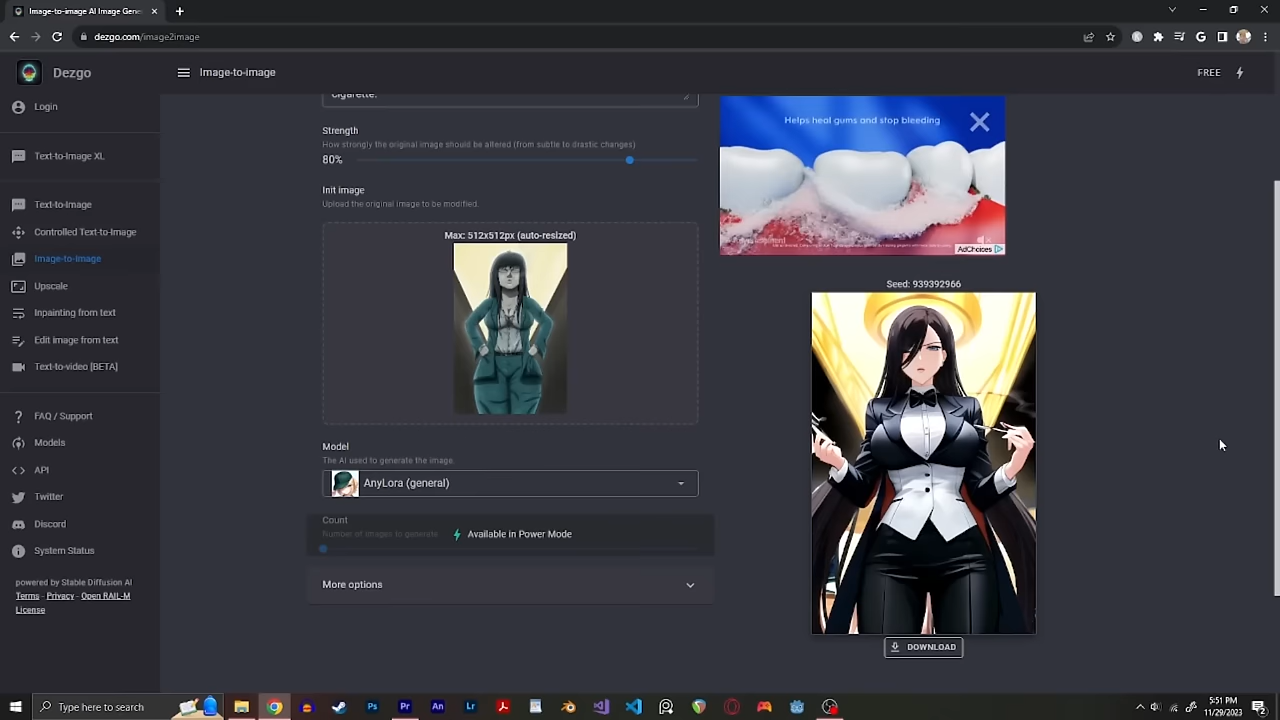 Image-to-image AI Image Gene
dezgo.com/image2image
Dezgo
Image-to-image
FREE
Login
Text-to-Image XL
Text-to-Image
Controlled Text-to-Image
Image-to-Image
Upscale
Inpainting from text
Edit image from text
Text-to-video [BETA]
FAQ / Support
Models
API
Twitter
Discord
System Status
powered by Stable Diffusion AI
Terms - Privacy - Open RAIL-M
License
Cigarette.
Strength
How strongly the original image should be altered (from subtle to drastic changes)
80%
Init image
Upload the original image to be modified.
Max: 512x512px (auto-resized)
Model
The AI used to generate the image.
AnyLora (general)
Count
Number of images to generate
Available in Power Mode
More options
Helps heal gums and stop bleeding
AdChoices
Seed: 939392966
DOWNLOAD
Type here to search
Ps
Pr
An
Lr
5:51 PM
11/29/2023